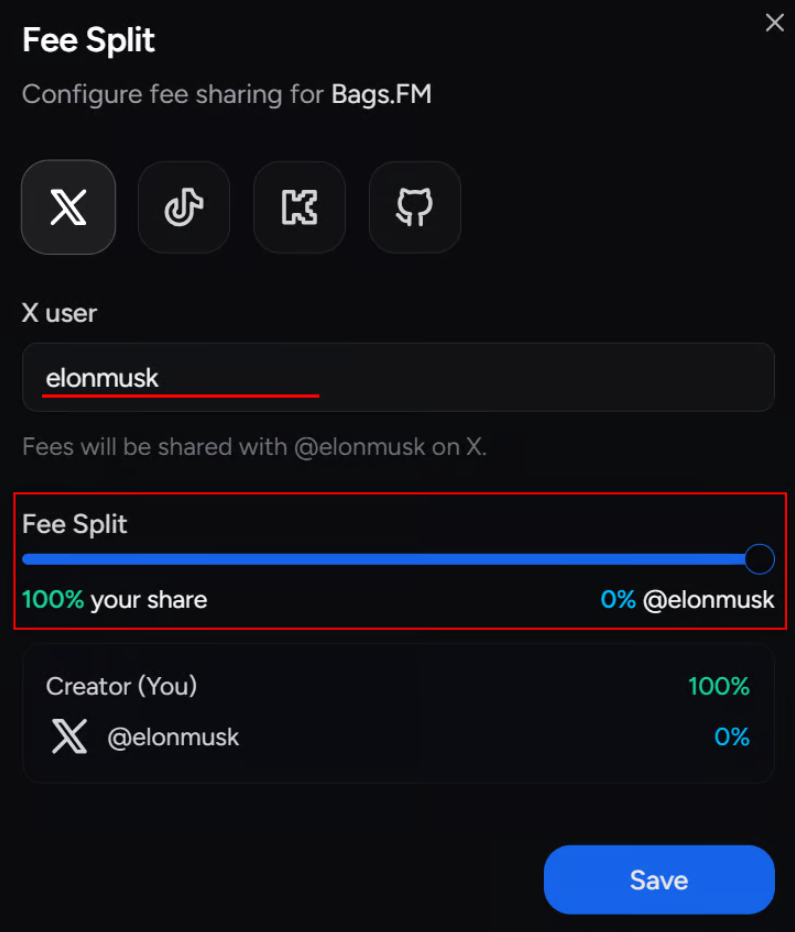 Fee Split
Configure fee sharing for Bags.FM
X user
elonmusk
Fees will be shared with @elonmusk on X.
Fee Split
100% your share 0% @elonmusk
Creator (You) 100%
@elonmusk 0%
Save